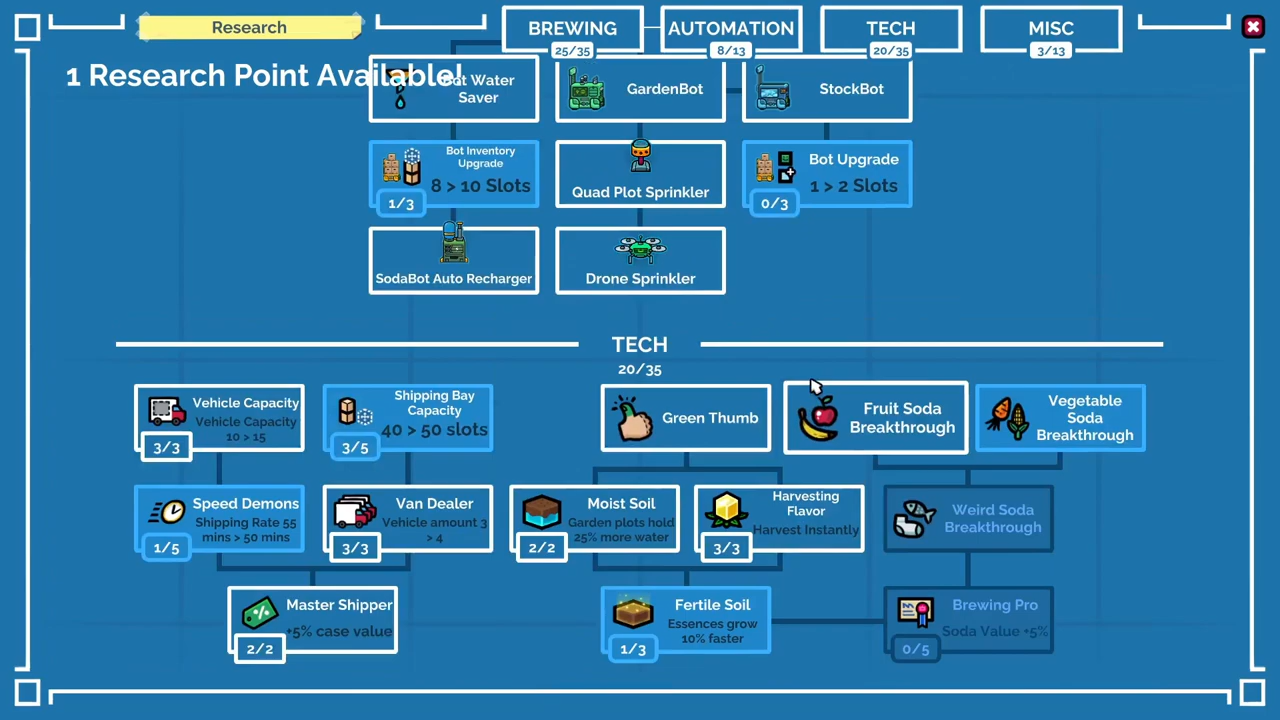 Research
BREWING
25/35
AUTOMATION
8/13
TECH
20/35
MISC
3/13
1 Research Point Available!
Bot Water
Saver
GardenBot
StockBot
Bot Inventory
Upgrade
8 > 10 Slots
1/3
Quad Plot Sprinkler
Bot Upgrade
1 > 2 Slots
0/3
SodaBot Auto Recharger
Drone Sprinkler
TECH
20/35
Vehicle Capacity
Vehicle Capacity
10 > 15
3/3
Shipping Bay
Capacity
40 > 50 slots
3/5
Green Thumb
Fruit Soda
Breakthrough
Vegetable
Soda
Breakthrough
Speed Demons
Shipping Rate 55
mins > 50 mins
1/5
Van Dealer
Vehicle amount 3
> 4
3/3
Moist Soil
Garden plots hold
25% more water
2/2
Harvesting
Flavor
Harvest Instantly
3/3
Weird Soda
Breakthrough
Master Shipper
+5% case value
2/2
Fertile Soil
Essences grow
10% faster
1/3
Brewing Pro
Soda Value +5%
0/5